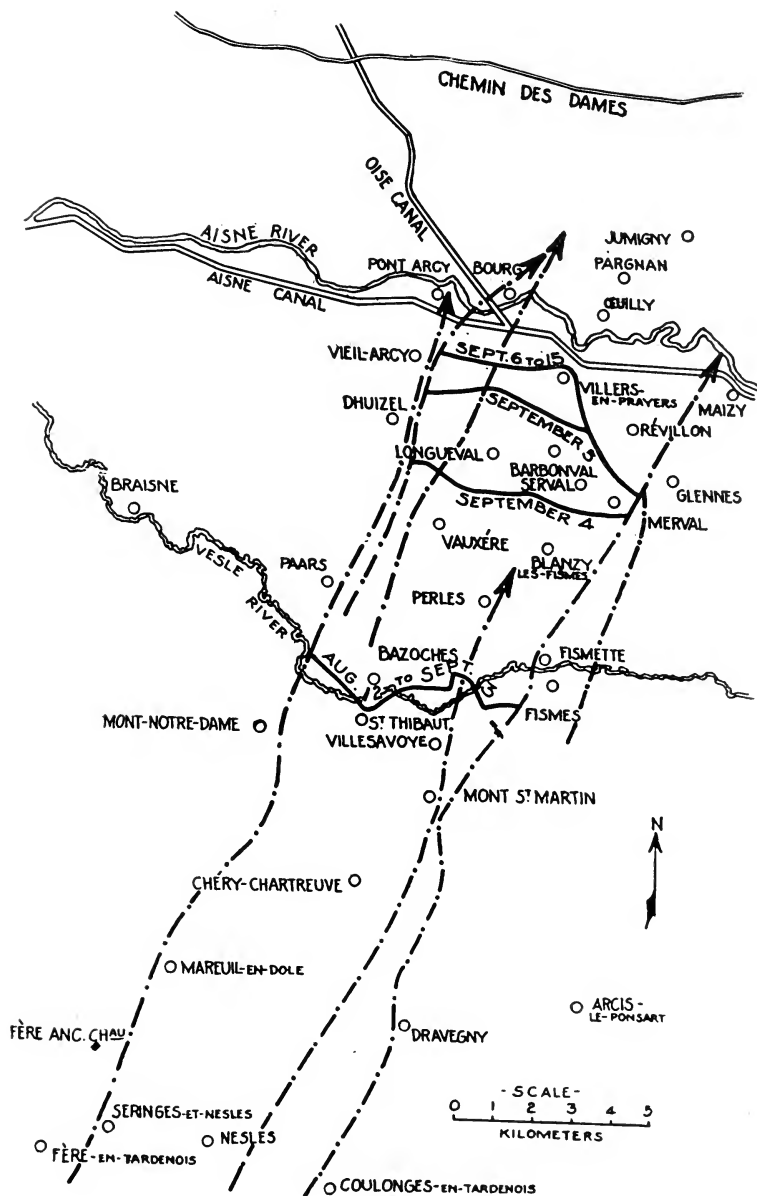 CHEMIN DES DAMES
OISE CANAL
AISNE RIVER
AISNE CANAL
PONT ARCY
BOURG
JUMIGNY
PARGNAN
ŒUILLY
VIEIL-ARCY
SEPT. 6 TO 15
VILLERS-
EN-PRAYERS
MAIZY
DHUIZEL
SEPTEMBER 5
RÉVILLON
LONGUEVAL
BARBONVAL
SERVAL
GLENNES
BRAISNE
SEPTEMBER 4
MERVAL
VAUXÉRE
BLANZY
LES-FISMES
VESLE
RIVER
PAARS
PERLES
BAZOCHES
FISMETTE
AUG. 12 TO SEPT. 3
FISMES
MONT-NOTRE-DAME
ST. THIBAUT
VILLESAVOYE
MONT ST. MARTIN
N
CHÉRY-CHARTREUVE
MAREUIL-EN-DOLE
ARCIS-
LE-PONSART
FÈRE ANC. CHAU
DRAVEGNY
-SCALE-
0 1 2 3 4 5
KILOMETERS
SERINGES-ET-NESLES
NESLES
FÈRE-EN-TARDENOIS
COULONGES-EN-TARDENOIS